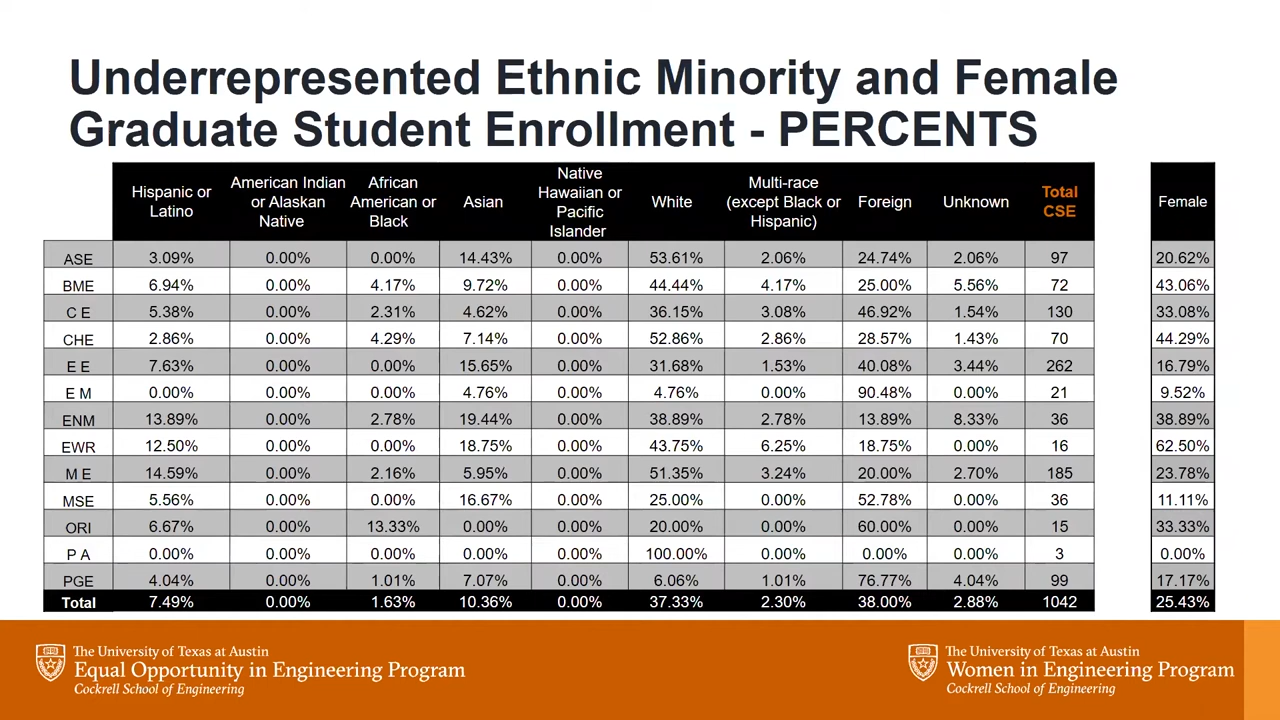 Underrepresented Ethnic Minority and Female
Graduate Student Enrollment - PERCENTS
Hispanic or Latino American Indian or Alaskan Native African American or Black Asian Native Hawaiian or Pacific Islander White Multi-race (except Black or Hispanic) Foreign Unknown Total CSE Female
ASE 3.09% 0.00% 0.00% 14.43% 0.00% 53.61% 2.06% 24.74% 2.06% 97 20.62%
BME 6.94% 0.00% 4.17% 9.72% 0.00% 44.44% 4.17% 25.00% 5.56% 72 43.06%
C E 5.38% 0.00% 2.31% 4.62% 0.00% 36.15% 3.08% 46.92% 1.54% 130 33.08%
CHE 2.86% 0.00% 4.29% 7.14% 0.00% 52.86% 2.86% 28.57% 1.43% 70 44.29%
E E 7.63% 0.00% 0.00% 15.65% 0.00% 31.68% 1.53% 40.08% 3.44% 262 16.79%
E M 0.00% 0.00% 0.00% 4.76% 0.00% 4.76% 0.00% 90.48% 0.00% 21 9.52%
ENM 13.89% 0.00% 2.78% 19.44% 0.00% 38.89% 2.78% 13.89% 8.33% 36 38.89%
EWR 12.50% 0.00% 0.00% 18.75% 0.00% 43.75% 6.25% 18.75% 0.00% 16 62.50%
M E 14.59% 0.00% 2.16% 5.95% 0.00% 51.35% 3.24% 20.00% 2.70% 185 23.78%
MSE 5.56% 0.00% 0.00% 16.67% 0.00% 25.00% 0.00% 52.78% 0.00% 36 11.11%
ORI 6.67% 0.00% 13.33% 0.00% 0.00% 20.00% 0.00% 60.00% 0.00% 15 33.33%
P A 0.00% 0.00% 0.00% 0.00% 0.00% 100.00% 0.00% 0.00% 0.00% 3 0.00%
PGE 4.04% 0.00% 1.01% 7.07% 0.00% 6.06% 1.01% 76.77% 4.04% 99 17.17%
Total 7.49% 0.00% 1.63% 10.36% 0.00% 37.33% 2.30% 38.00% 2.88% 1042 25.43%
The University of Texas at Austin
Equal Opportunity in Engineering Program
Cockrell School of Engineering
The University of Texas at Austin
Women in Engineering Program
Cockrell School of Engineering